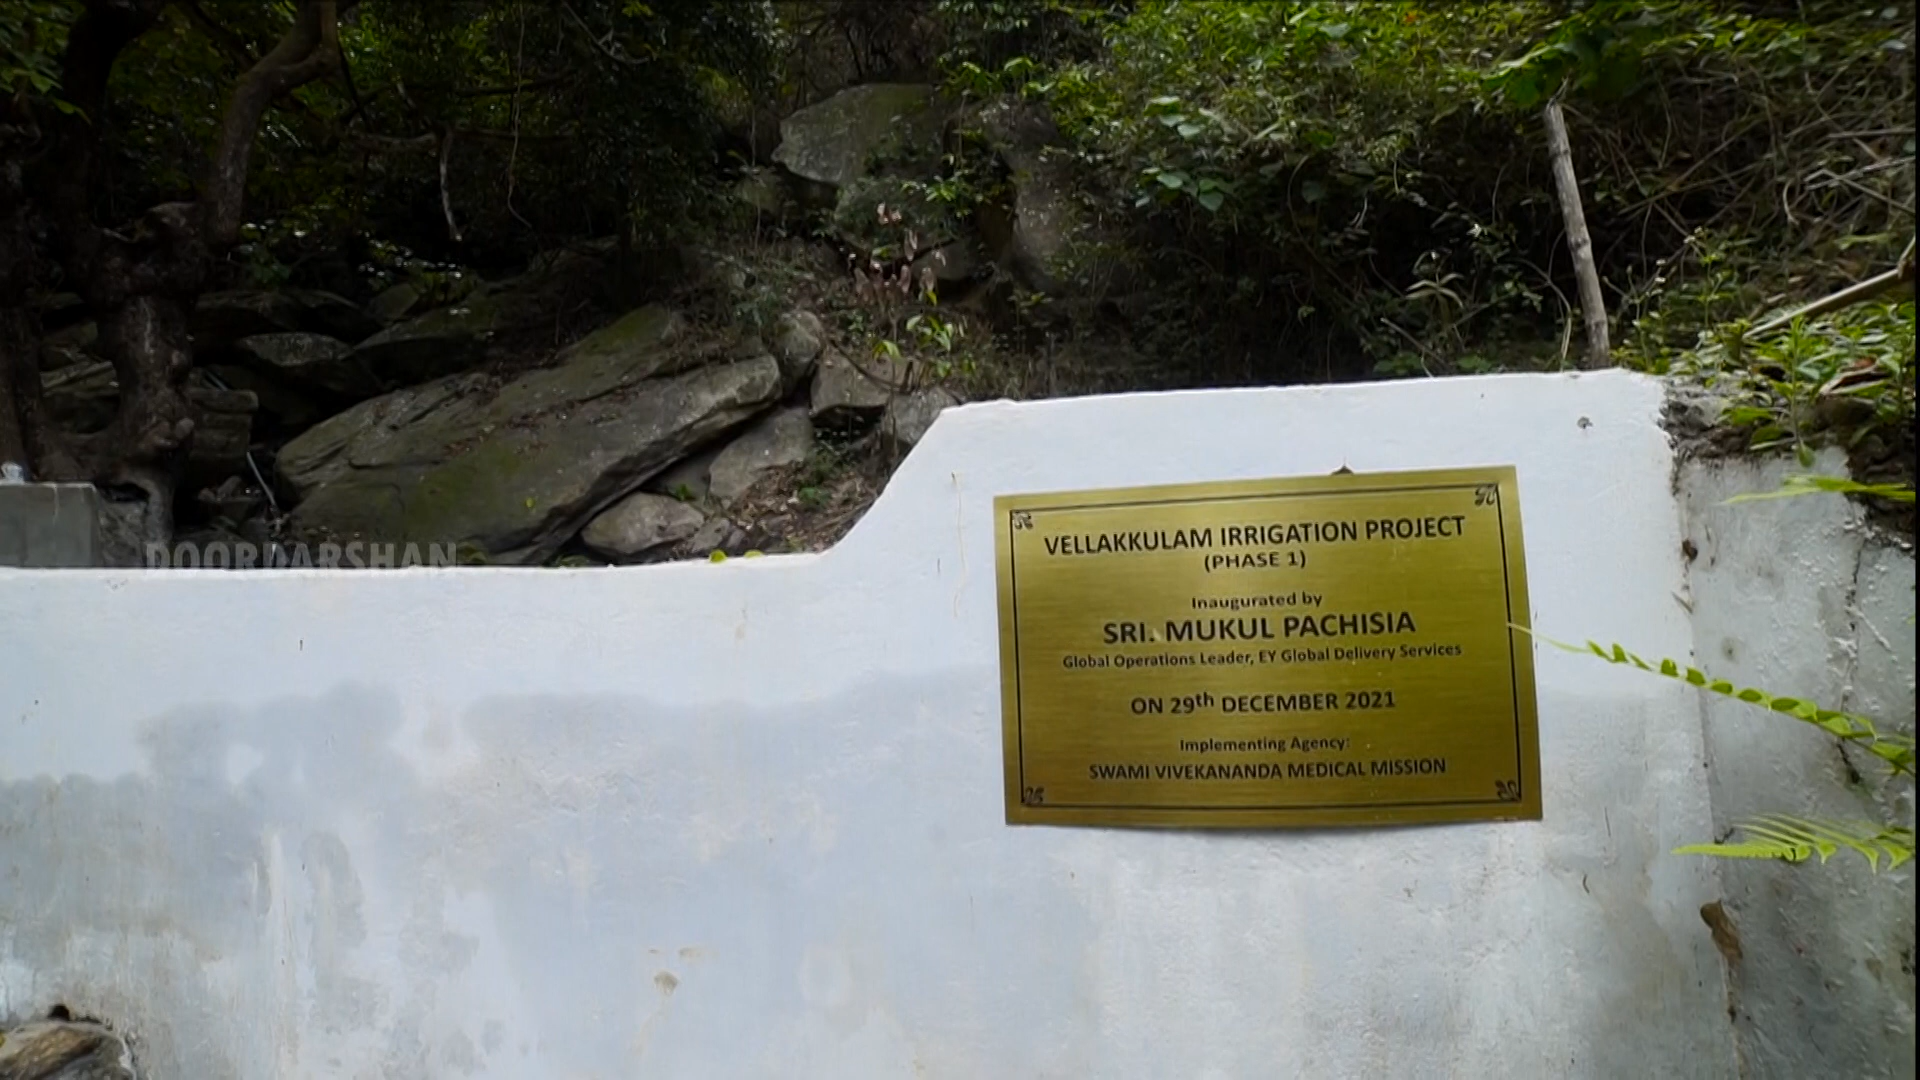 DOORDARSHAN
VELLAKKULAM IRRIGATION PROJECT
(PHASE 1)
Inaugurated by
SRI. MUKUL PACHISIA
Global Operations Leader, EY Global Delivery Services
ON 29th DECEMBER 2021
Implementing Agency:
SWAMI VIVEKANANDA MEDICAL MISSION